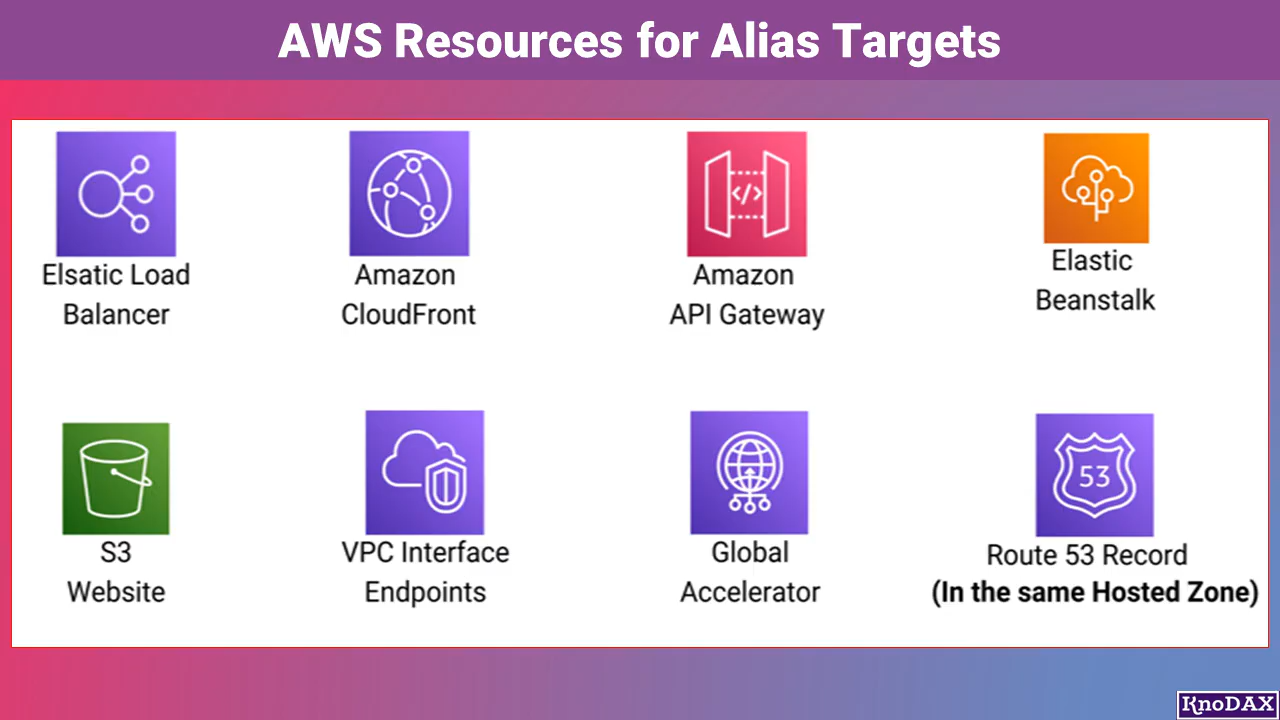 AWS Resources for Alias Targets
Elsatic Load
Balancer
Amazon
CloudFront
Amazon
API Gateway
Elastic
Beanstalk
S3
Website
VPC Interface
Endpoints
Global
Accelerator
53
Route 53 Record
(In the same Hosted Zone)
KnoDAX